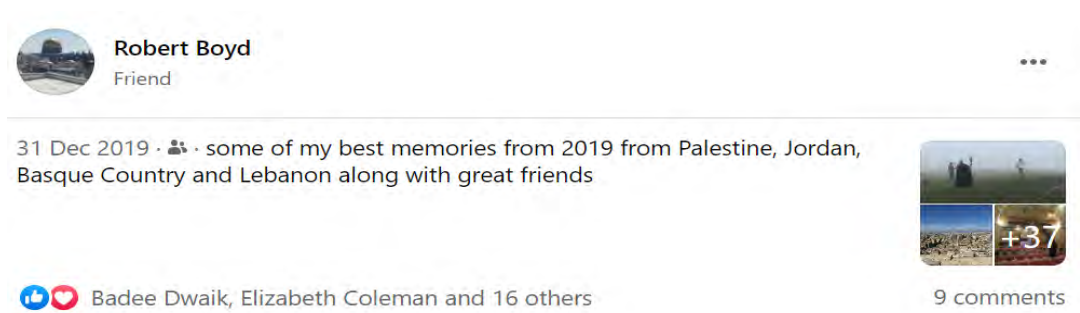 Robert Boyd
Friend
31 Dec 2019 · · some of my best memories from 2019 from Palestine, Jordan,
Basque Country and Lebanon along with great friends
+37
Badee Dwaik, Elizabeth Coleman and 16 others
9 comments